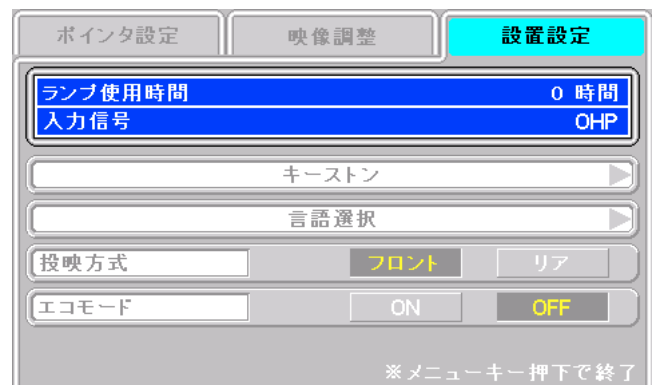 ポインタ設定 映像調整 設置設定
ランプ使用時間 0 時間
入力信号 OHP
キーストン
言語選択
投映方式 フロント リア
エコモード ON OFF
※メニューキー押下で終了